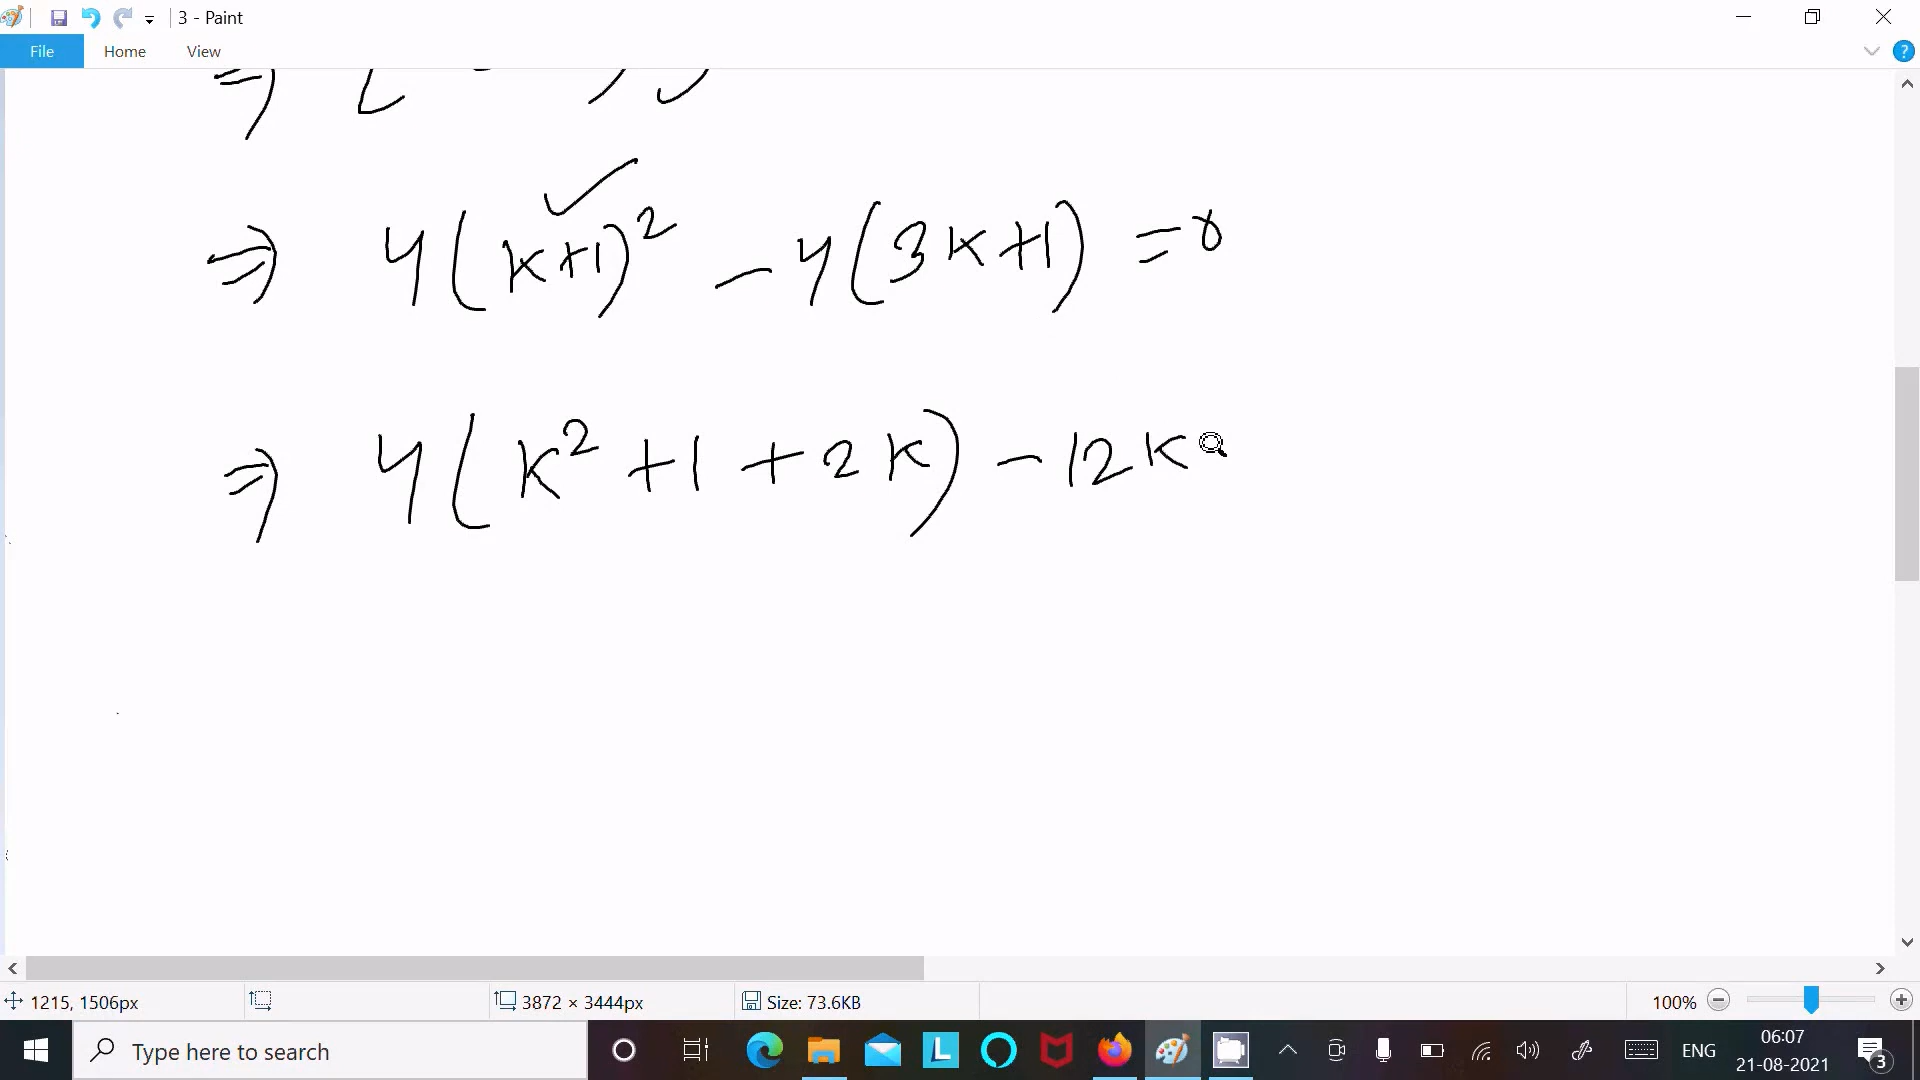 3 - Paint
File Home View
⇒ 4(k+1)² - 4(3k+1) = 0
⇒ 4(k² + 1 + 2k) - 12k
1215, 1506px 3872 × 3444px Size: 73.6KB 100%
Type here to search
L
ENG
06:07
21-08-2021
3